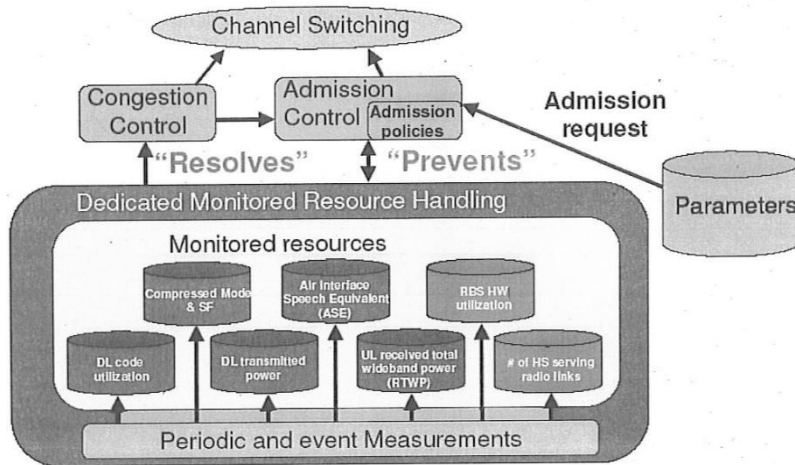 Channel Switching
Congestion
Control
Admission
Control
Admission
policies
Admission
request
"Resolves"
"Prevents"
Parameters
Dedicated Monitored Resource Handling
Monitored resources
Compressed Mode
& SF
Air Interface
Speech Equivalent
(ASE)
RBS HW
utilization
DL code
utilization
DL transmitted
power
UL received total
wideband power
(RTWP)
# of HS serving
radio links
Periodic and event Measurements